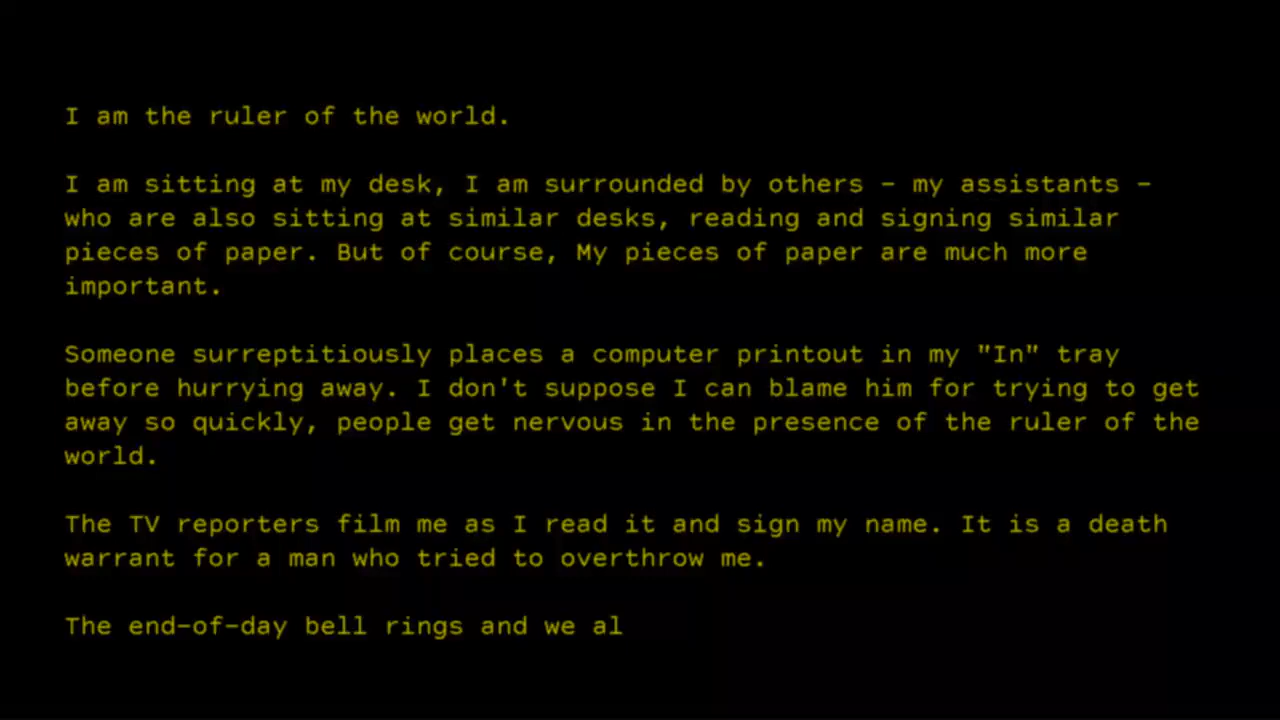 I am the ruler of the world.
I am sitting at my desk, I am surrounded by others - my assistants -
who are also sitting at similar desks, reading and signing similar
pieces of paper. But of course, My pieces of paper are much more
important.
Someone surreptitiously places a computer printout in my "In" tray
before hurrying away. I don't suppose I can blame him for trying to get
away so quickly, people get nervous in the presence of the ruler of the
world.
The TV reporters film me as I read it and sign my name. It is a death
warrant for a man who tried to overthrow me.
The end-of-day bell rings and we al